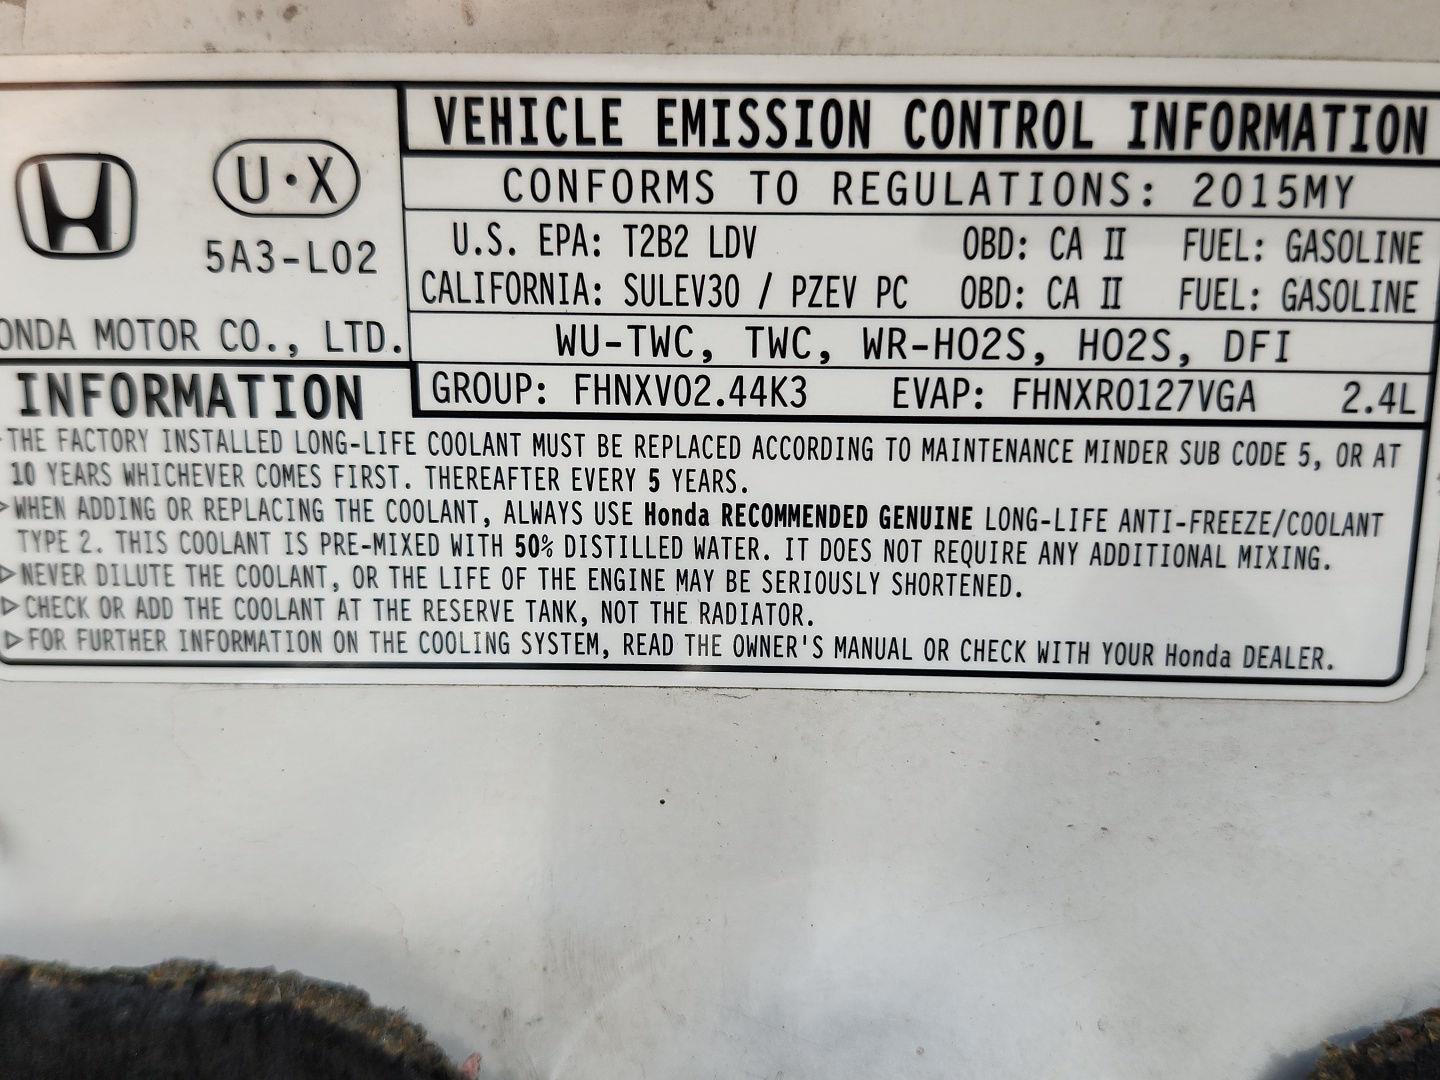 VEHICLE EMISSION CONTROL INFORMATION
U·X
CONFORMS TO REGULATIONS: 2015MY
5A3-L02
U.S. EPA: T2B2 LDV OBD: CA II FUEL: GASOLINE
CALIFORNIA: SULEV30 / PZEV PC OBD: CA II FUEL: GASOLINE
ONDA MOTOR CO., LTD.
WU-TWC, TWC, WR-HO2S, HO2S, DFI
GROUP: FHNXV02.44K3 EVAP: FHNXR0127VGA 2.4L
INFORMATION
THE FACTORY INSTALLED LONG-LIFE COOLANT MUST BE REPLACED ACCORDING TO MAINTENANCE MINDER SUB CODE 5, OR AT
10 YEARS WHICHEVER COMES FIRST. THEREAFTER EVERY 5 YEARS.
▷WHEN ADDING OR REPLACING THE COOLANT, ALWAYS USE Honda RECOMMENDED GENUINE LONG-LIFE ANTI-FREEZE/COOLANT
TYPE 2. THIS COOLANT IS PRE-MIXED WITH 50% DISTILLED WATER. IT DOES NOT REQUIRE ANY ADDITIONAL MIXING.
▷NEVER DILUTE THE COOLANT, OR THE LIFE OF THE ENGINE MAY BE SERIOUSLY SHORTENED.
▷CHECK OR ADD THE COOLANT AT THE RESERVE TANK, NOT THE RADIATOR.
▷FOR FURTHER INFORMATION ON THE COOLING SYSTEM, READ THE OWNER'S MANUAL OR CHECK WITH YOUR Honda DEALER.